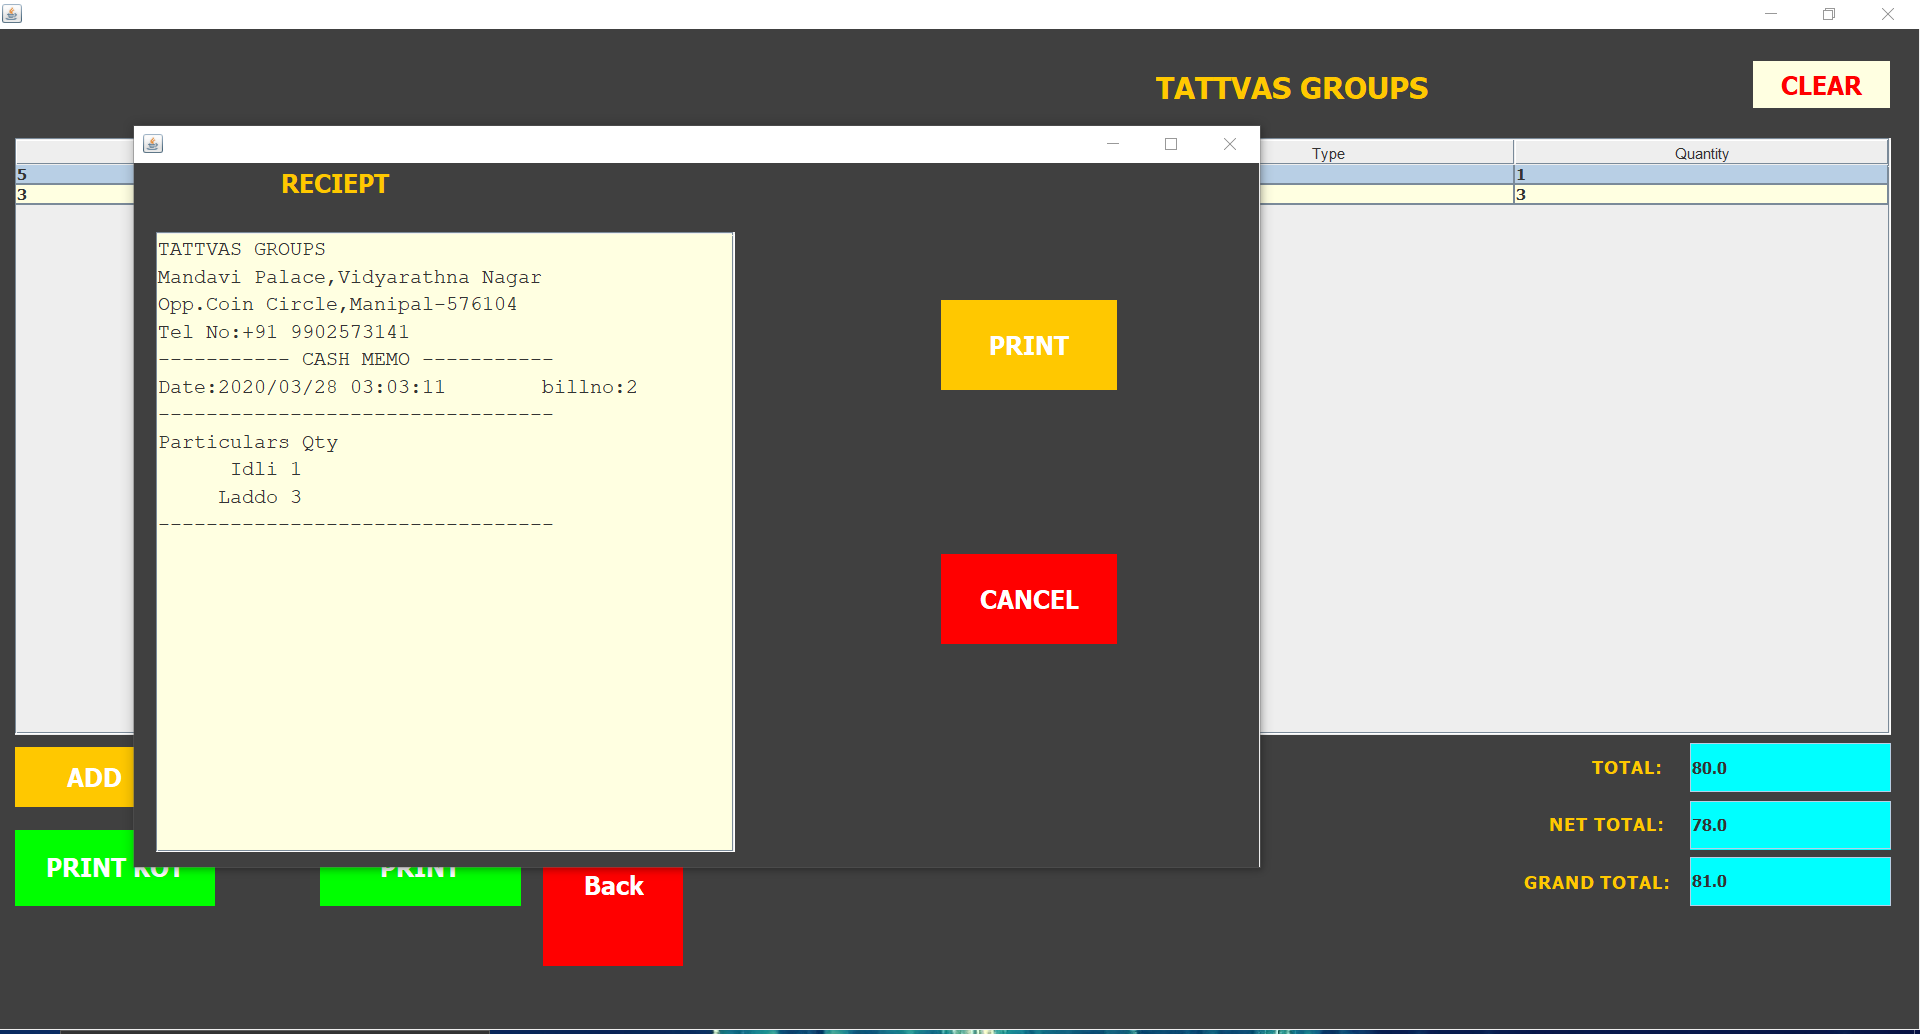 TATTVAS GROUPS
CLEAR
Type Quantity
5 1
3 3
RECIEPT
TATTVAS GROUPS
Mandavi Palace,Vidyarathna Nagar
Opp.Coin Circle,Manipal-576104
Tel No:+91 9902573141
----------- CASH MEMO -----------
Date:2020/03/28 03:03:11 billno:2
---------------------------------
Particulars Qty
Idli 1
Laddo 3
---------------------------------
PRINT
CANCEL
ADD
PRINT KOT
PRINT
Back
TOTAL: 80.0
NET TOTAL: 78.0
GRAND TOTAL: 81.0